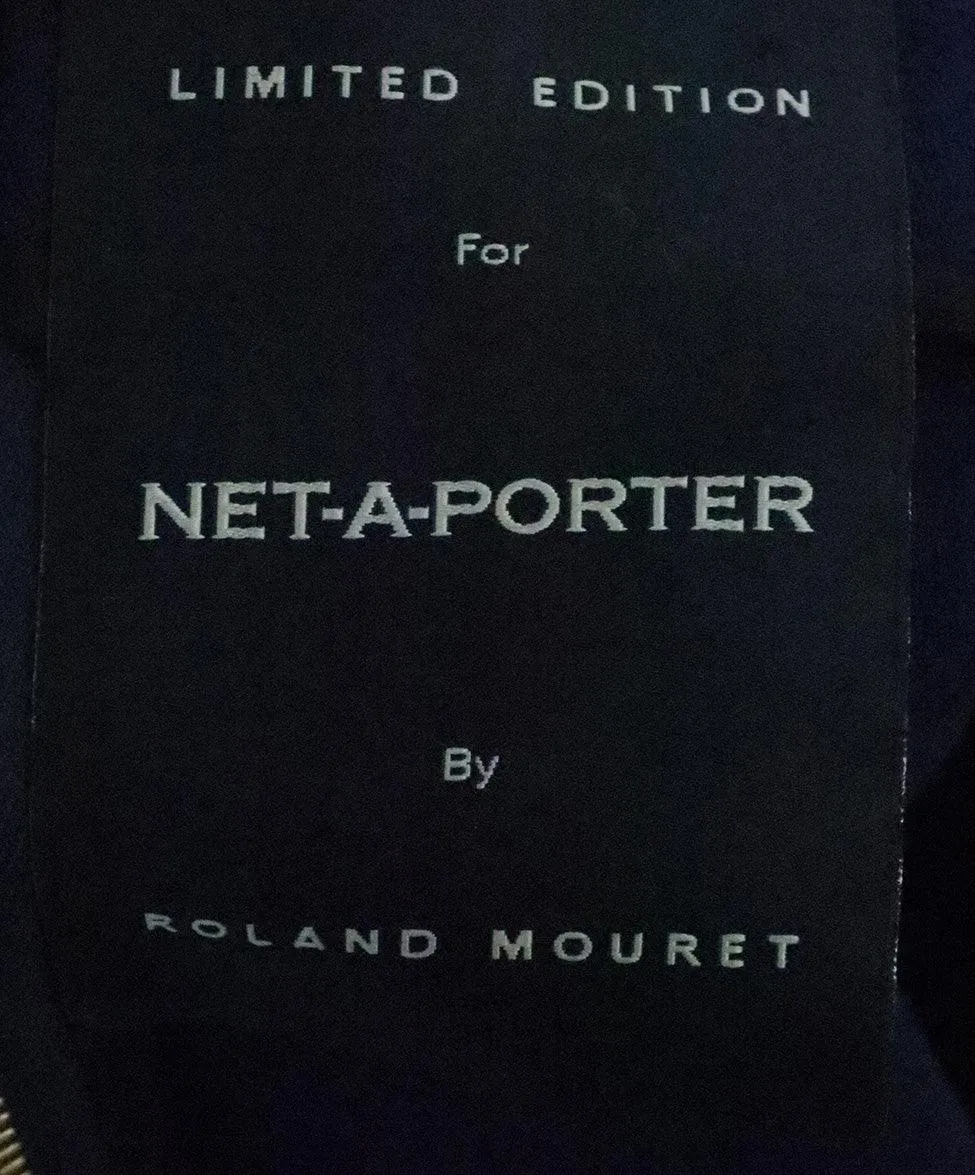 LIMITED EDITION
For
NET-A-PORTER
By
ROLAND MOURET